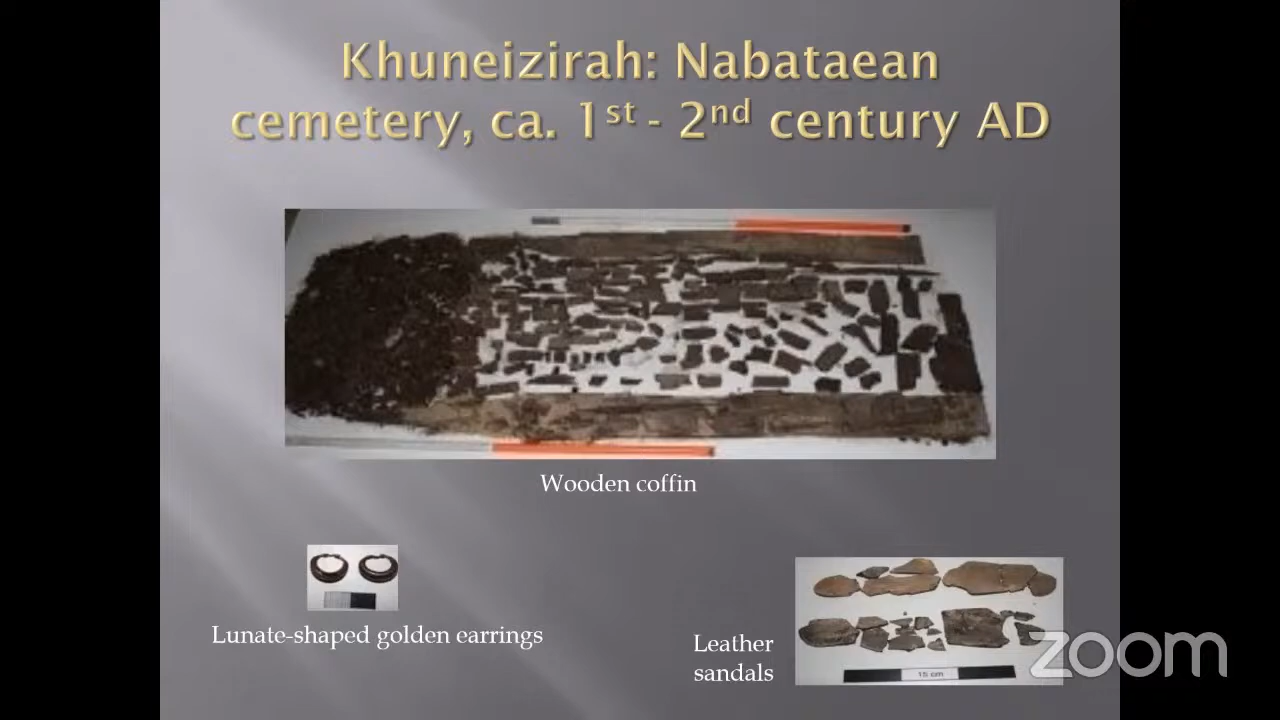 Khuneizirah: Nabataean
cemetery, ca. 1st - 2nd century AD
Wooden coffin
Lunate-shaped golden earrings
Leather
sandals
15 cm
zoom